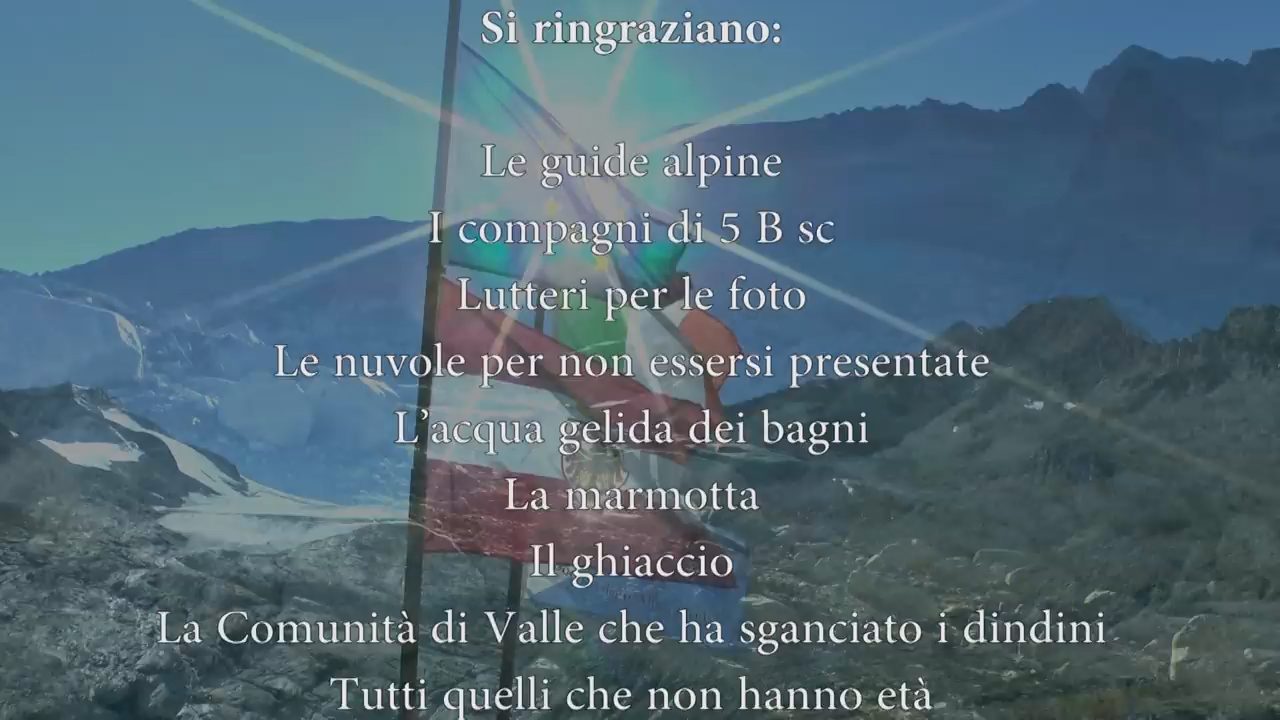 Si ringraziano:
Le guide alpine
I compagni di 5 B sc
Lutteri per le foto
Le nuvole per non essersi presentate
L'acqua gelida dei bagni
La marmotta
Il ghiaccio
La Comunità di Valle che ha sganciato i dindini
Tutti quelli che non hanno età